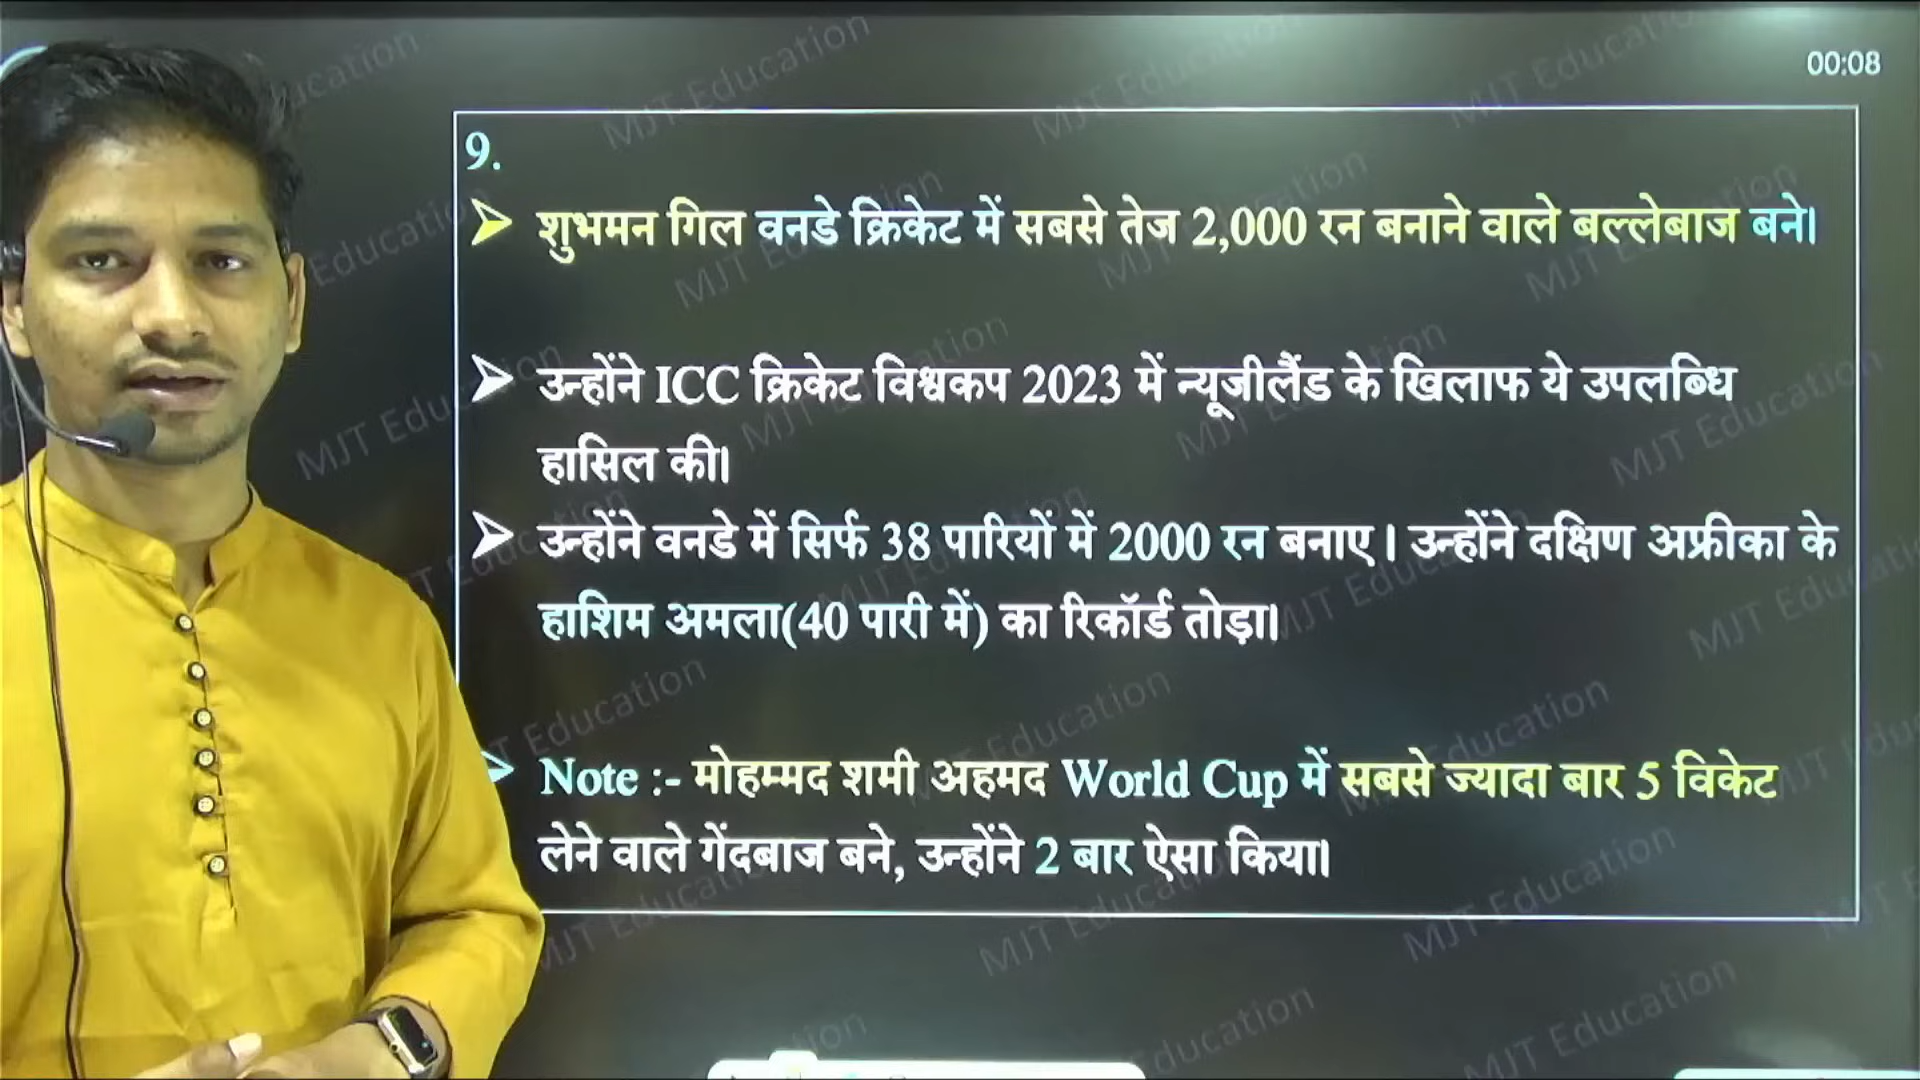 00:08
9.
➤ शुभमन गिल वनडे क्रिकेट में सबसे तेज 2,000 रन बनाने वाले बल्लेबाज बने।
➤ उन्होंने ICC क्रिकेट विश्वकप 2023 में न्यूजीलैंड के खिलाफ ये उपलब्धि
हासिल की।
➤ उन्होंने वनडे में सिर्फ 38 पारियों में 2000 रन बनाए। उन्होंने दक्षिण अफ्रीका के
हाशिम अमला(40 पारी में) का रिकॉर्ड तोड़ा।
➤ Note :- मोहम्मद शमी अहमद World Cup में सबसे ज्यादा बार 5 विकेट
लेने वाले गेंदबाज बने, उन्होंने 2 बार ऐसा किया।
MJT Education